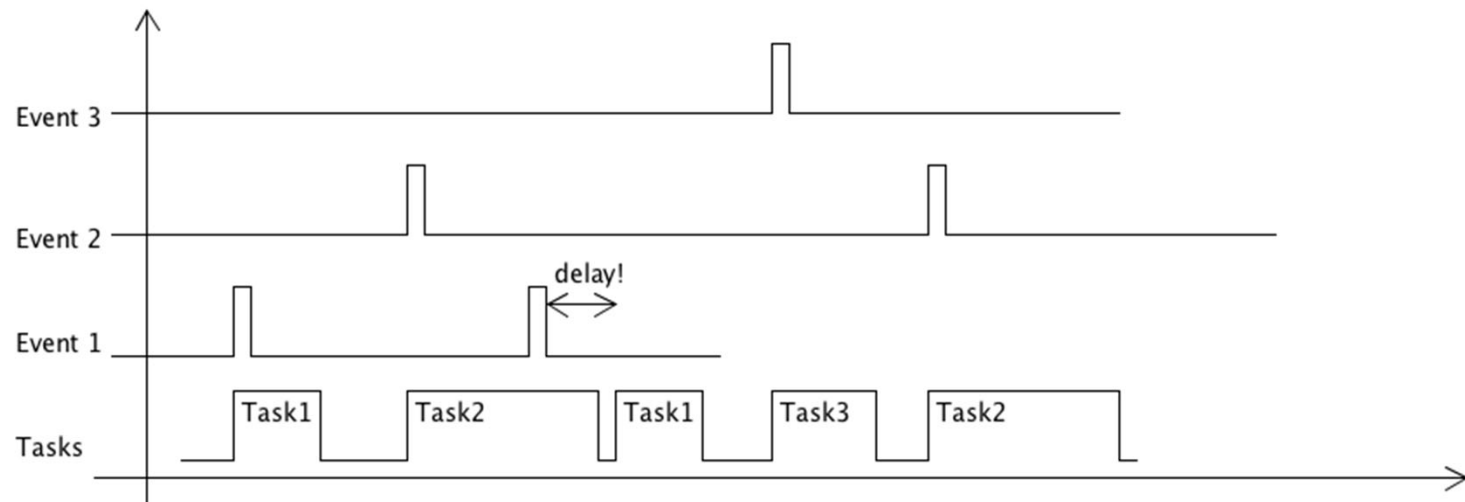 Event 3
Event 2
delay!
Event 1
Task1 Task2 Task1 Task3 Task2
Tasks